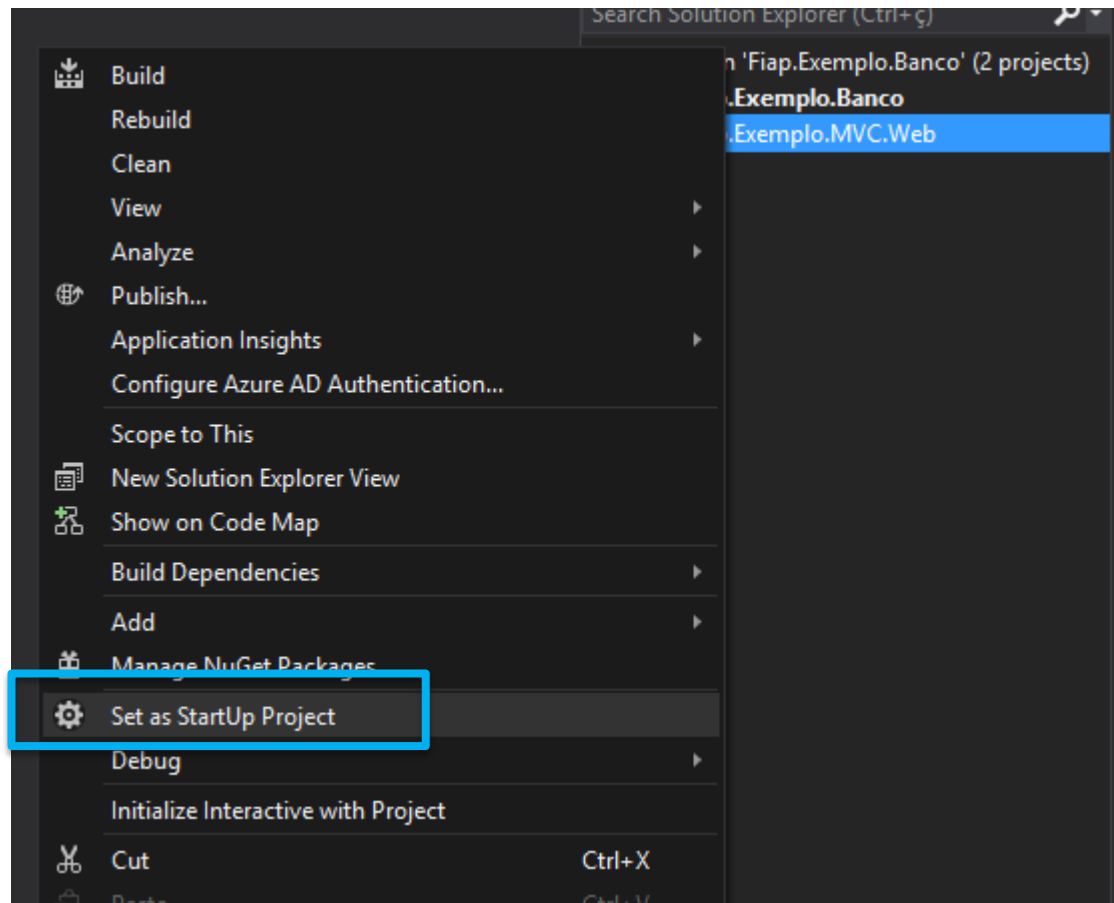 Search Solution Explorer (Ctrl+ç)
n 'Fiap.Exemplo.Banco' (2 projects)
.Exemplo.Banco
.Exemplo.MVC.Web
Build
Rebuild
Clean
View
Analyze
Publish...
Application Insights
Configure Azure AD Authentication...
Scope to This
New Solution Explorer View
Show on Code Map
Build Dependencies
Add
Manage NuGet Packages
Set as StartUp Project
Debug
Initialize Interactive with Project
Cut Ctrl+X
Paste Ctrl+V